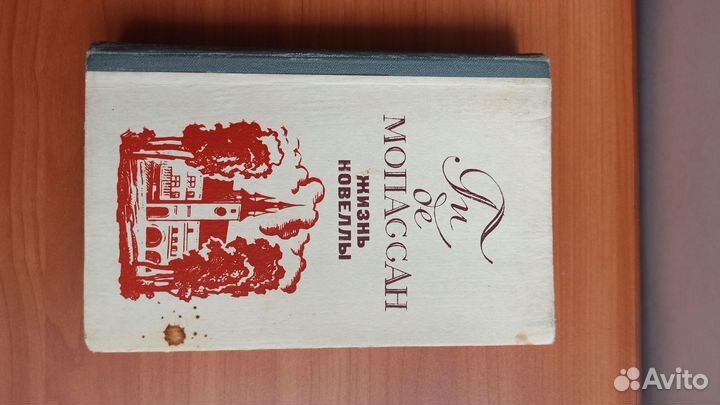 Ги
де
МОПАССАН
ЖИЗНЬ
НОВЕЛЛЫ
Avito